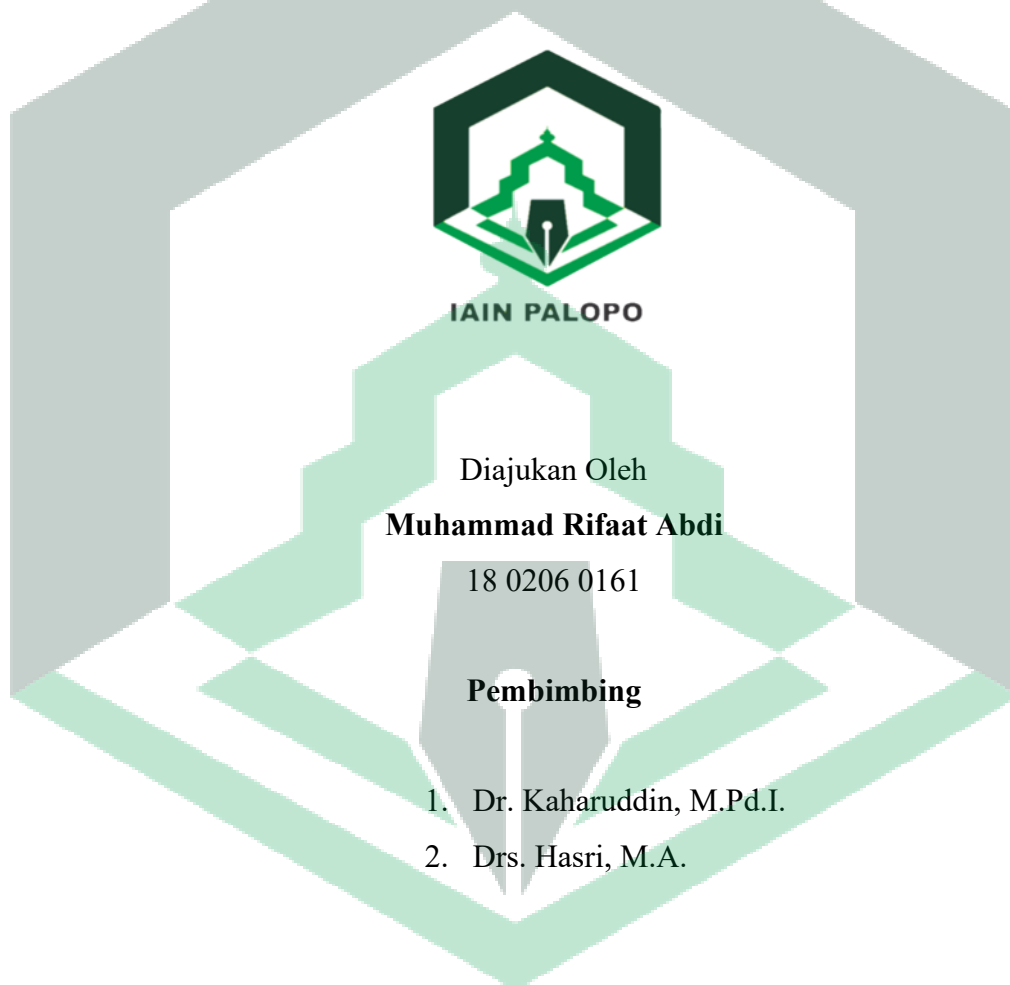 IAIN PALOPO
Diajukan Oleh
Muhammad Rifaat Abdi
18 0206 0161
Pembimbing
1. Dr. Kaharuddin, M.Pd.I.
2. Drs. Hasri, M.A.